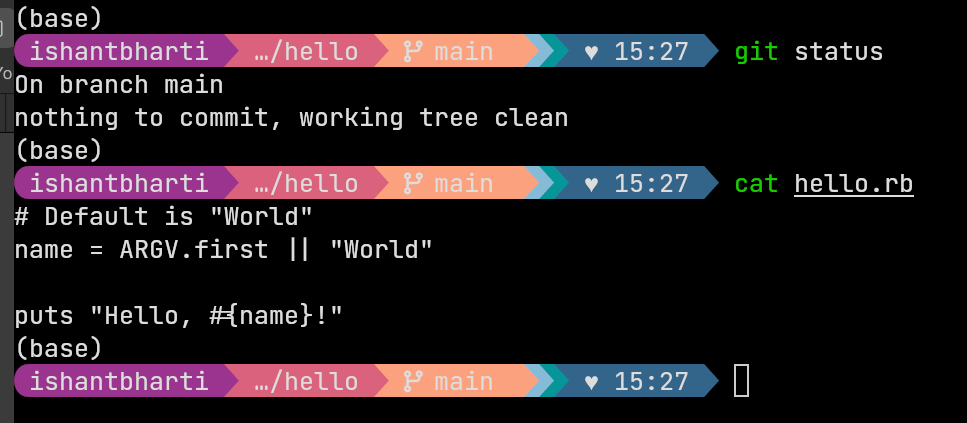 (base)
ishantbharti …/hello main ♥ 15:27 git status
On branch main
nothing to commit, working tree clean
(base)
ishantbharti …/hello main ♥ 15:27 cat hello.rb
# Default is "World"
name = ARGV.first || "World"
puts "Hello, #{name}!"
(base)
ishantbharti …/hello main ♥ 15:27